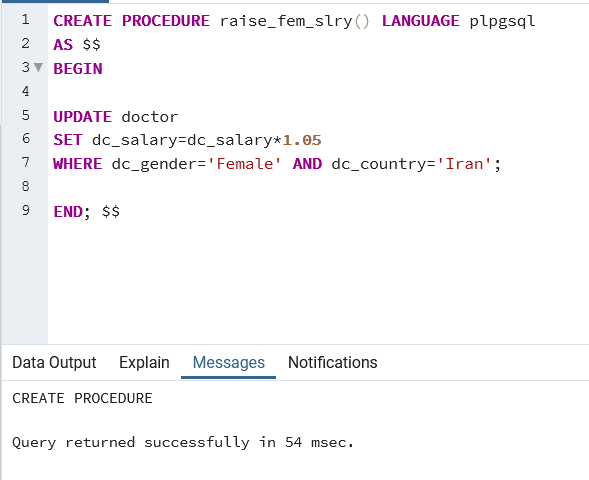 1 CREATE PROCEDURE raise_fem_slry() LANGUAGE plpgsql
2 AS $$
3 BEGIN
4
5 UPDATE doctor
6 SET dc_salary=dc_salary*1.05
7 WHERE dc_gender='Female' AND dc_country='Iran';
8
9 END; $$
Data Output Explain Messages Notifications
CREATE PROCEDURE
Query returned successfully in 54 msec.